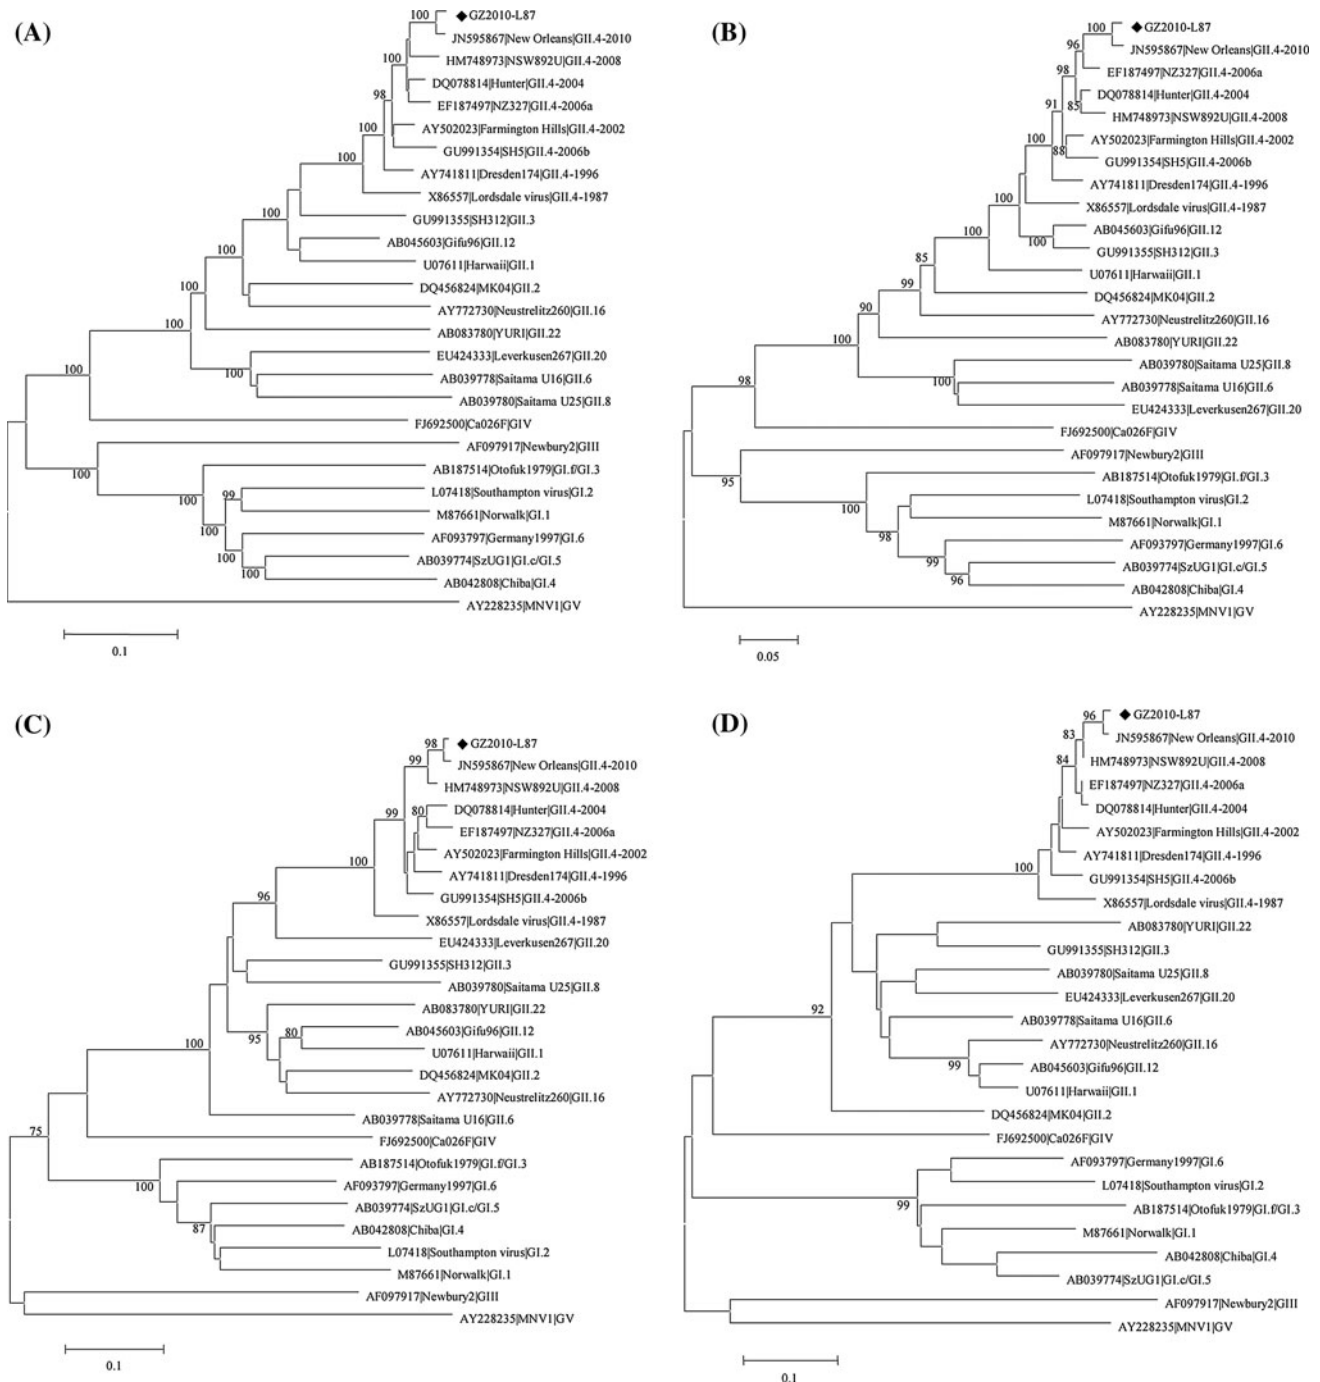 (A)
100
◆GZ2010-L87
JN595867|New Orleans|GII.4-2010
100
HM748973|NSW892U|GII.4-2008
DQ078814|Hunter|GII.4-2004
98
EF187497|NZ327|GII.4-2006a
100
AY502023|Farmington Hills|GII.4-2002
GU991354|SH5|GII.4-2006b
100
AY741811|Dresden174|GII.4-1996
X86557|Lordsdale virus|GII.4-1987
100
GU991355|SH312|GII.3
100
AB045603|Gifu96|GII.12
U07611|Harwaii|GII.1
100
DQ456824|MK04|GII.2
AY772730|Neustrelitz260|GII.16
100
AB083780|YURI|GII.22
EU424333|Leverkusen267|GII.20
100
100
AB039778|Saitama U16|GII.6
AB039780|Saitama U25|GII.8
FJ692500|Ca026F|GIV
AF097917|Newbury2|GIII
100
AB187514|Otofuk1979|GI.f/GI.3
100
99
L07418|Southampton virus|GI.2
M87661|Norwalk|GI.1
100
AF093797|Germany1997|GI.6
100
AB039774|SzUG1|GI.c/GI.5
100
AB042808|Chiba|GI.4
AY228235|MNV1|GV
0.1
(B)
100
◆GZ2010-L87
96
JN595867|New Orleans|GII.4-2010
98
EF187497|NZ327|GII.4-2006a
DQ078814|Hunter|GII.4-2004
91
85
HM748973|NSW892U|GII.4-2008
100
AY502023|Farmington Hills|GII.4-2002
88
GU991354|SH5|GII.4-2006b
AY741811|Dresden174|GII.4-1996
100
X86557|Lordsdale virus|GII.4-1987
AB045603|Gifu96|GII.12
100
100
GU991355|SH312|GII.3
85
U07611|Harwaii|GII.1
99
DQ456824|MK04|GII.2
90
AY772730|Neustrelitz260|GII.16
100
AB083780|YURI|GII.22
AB039780|Saitama U25|GII.8
98
100
AB039778|Saitama U16|GII.6
EU424333|Leverkusen267|GII.20
FJ692500|Ca026F|GIV
AF097917|Newbury2|GIII
95
AB187514|Otofuk1979|GI.f/GI.3
100
L07418|Southampton virus|GI.2
M87661|Norwalk|GI.1
98
AF093797|Germany1997|GI.6
99
AB039774|SzUG1|GI.c/GI.5
96
AB042808|Chiba|GI.4
AY228235|MNV1|GV
0.05
(C)
98
◆GZ2010-L87
99
JN595867|New Orleans|GII.4-2010
HM748973|NSW892U|GII.4-2008
99
80
DQ078814|Hunter|GII.4-2004
EF187497|NZ327|GII.4-2006a
100
AY502023|Farmington Hills|GII.4-2002
AY741811|Dresden174|GII.4-1996
96
GU991354|SH5|GII.4-2006b
X86557|Lordsdale virus|GII.4-1987
EU424333|Leverkusen267|GII.20
GU991355|SH312|GII.3
AB039780|Saitama U25|GII.8
AB083780|YURI|GII.22
95
80
AB045603|Gifu96|GII.12
100
U07611|Harwaii|GII.1
DQ456824|MK04|GII.2
AY772730|Neustrelitz260|GII.16
AB039778|Saitama U16|GII.6
75
FJ692500|Ca026F|GIV
AB187514|Otofuk1979|GI.f/GI.3
100
AF093797|Germany1997|GI.6
AB039774|SzUG1|GI.c/GI.5
87
AB042808|Chiba|GI.4
L07418|Southampton virus|GI.2
M87661|Norwalk|GI.1
AF097917|Newbury2|GIII
AY228235|MNV1|GV
0.1
(D)
96
◆GZ2010-L87
83
JN595867|New Orleans|GII.4-2010
84
HM748973|NSW892U|GII.4-2008
EF187497|NZ327|GII.4-2006a
DQ078814|Hunter|GII.4-2004
AY502023|Farmington Hills|GII.4-2002
AY741811|Dresden174|GII.4-1996
100
GU991354|SH5|GII.4-2006b
X86557|Lordsdale virus|GII.4-1987
AB083780|YURI|GII.22
GU991355|SH312|GII.3
AB039780|Saitama U25|GII.8
EU424333|Leverkusen267|GII.20
92
AB039778|Saitama U16|GII.6
AY772730|Neustrelitz260|GII.16
99
AB045603|Gifu96|GII.12
U07611|Harwaii|GII.1
DQ456824|MK04|GII.2
FJ692500|Ca026F|GIV
AF093797|Germany1997|GI.6
L07418|Southampton virus|GI.2
99
AB187514|Otofuk1979|GI.f/GI.3
M87661|Norwalk|GI.1
AB042808|Chiba|GI.4
AB039774|SzUG1|GI.c/GI.5
AF097917|Newbury2|GIII
AY228235|MNV1|GV
0.1